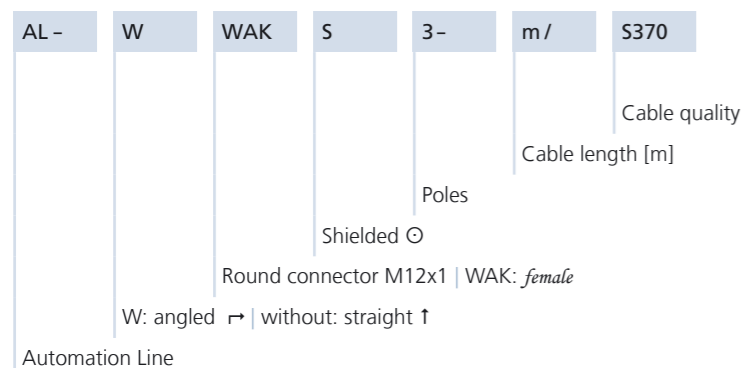 AL – W WAK S 3 – m / S370
Cable quality
Cable length [m]
Poles
Shielded ⊙
Round connector M12x1 | WAK: female
W: angled ↱ | without: straight ↑
Automation Line